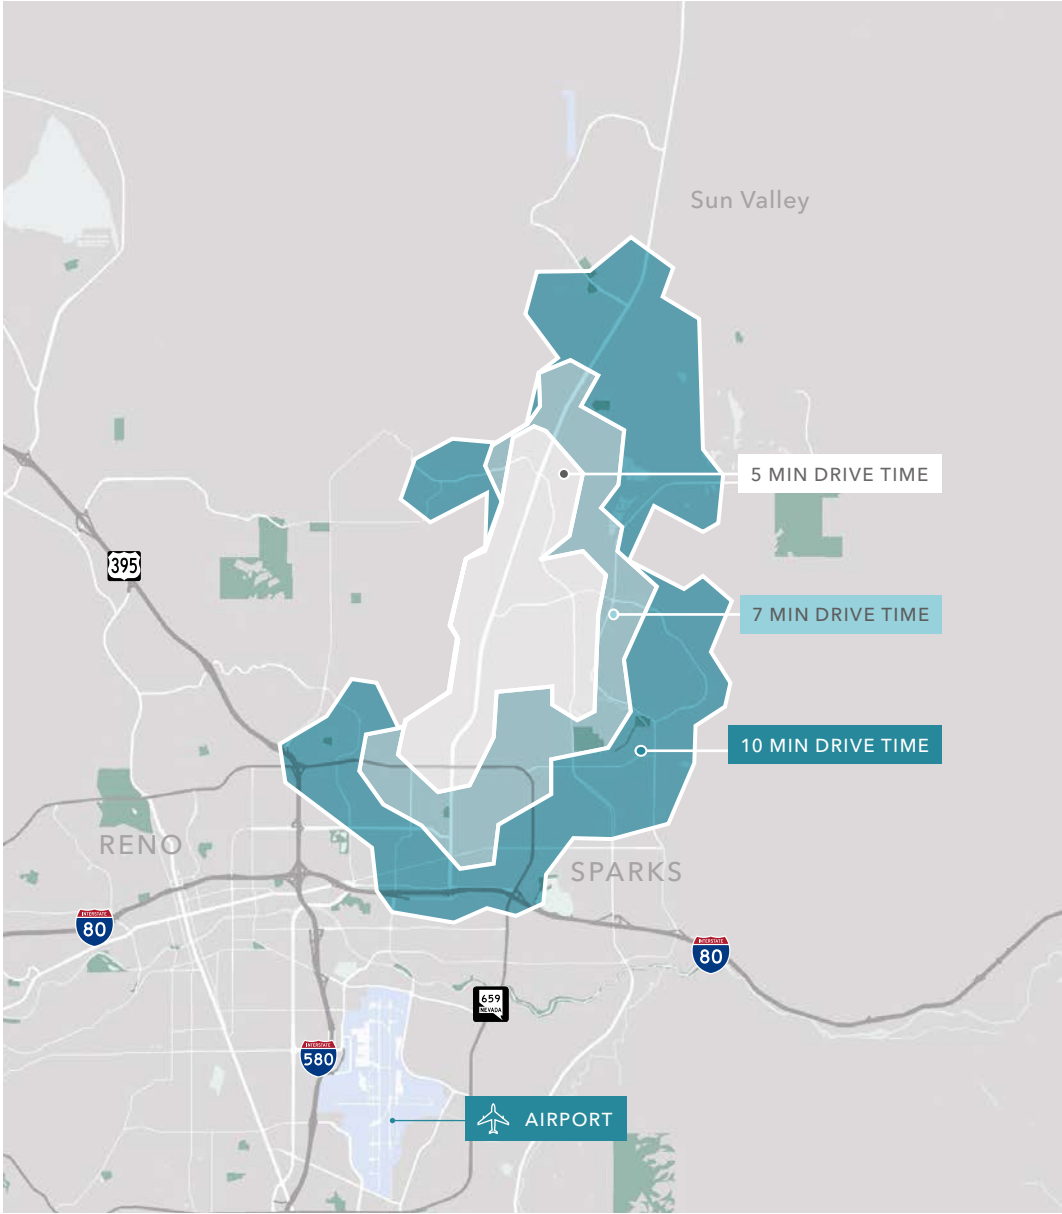 Sun Valley
5 MIN DRIVE TIME
395
7 MIN DRIVE TIME
10 MIN DRIVE TIME
RENO
SPARKS
INTERSTATE
80
INTERSTATE
80
659
NEVADA
INTERSTATE
580
AIRPORT